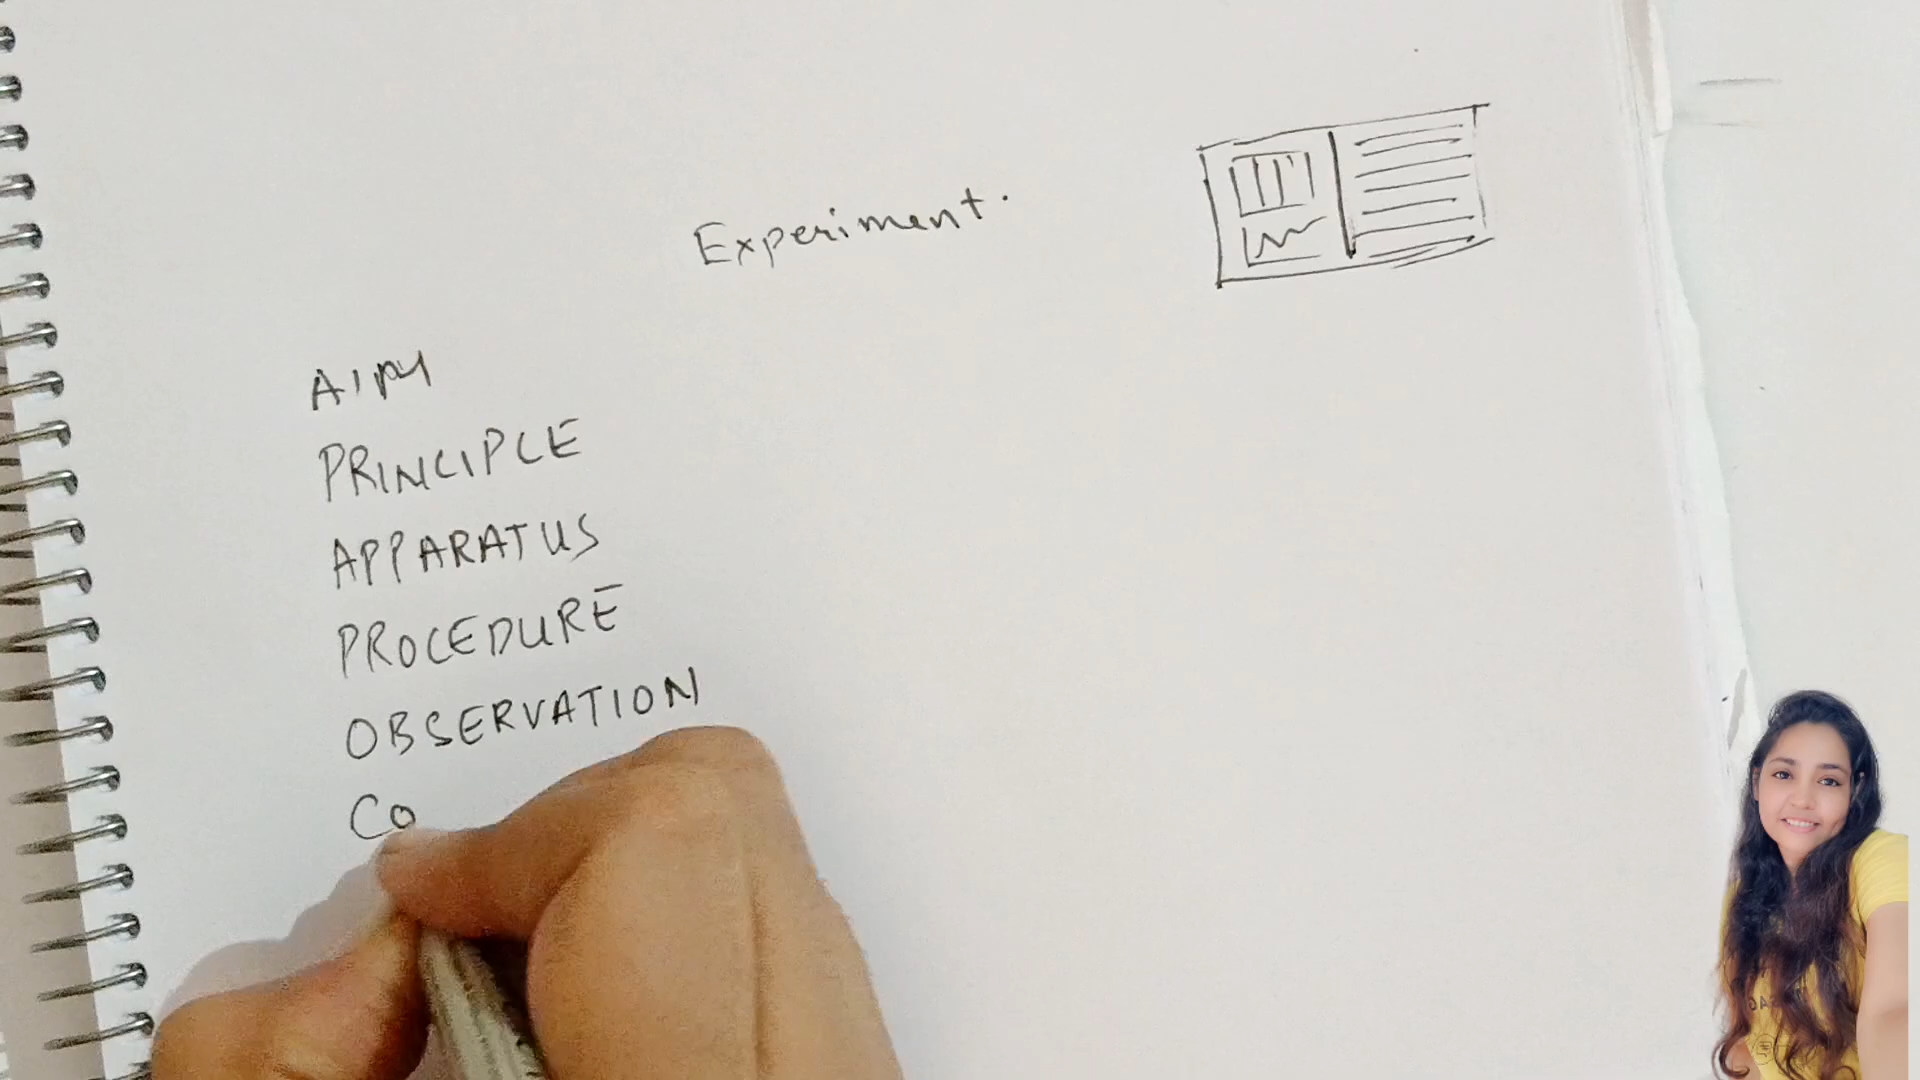 Experiment.
AIM
PRINCIPLE
APPARATUS
PROCEDURE
OBSERVATION
CO